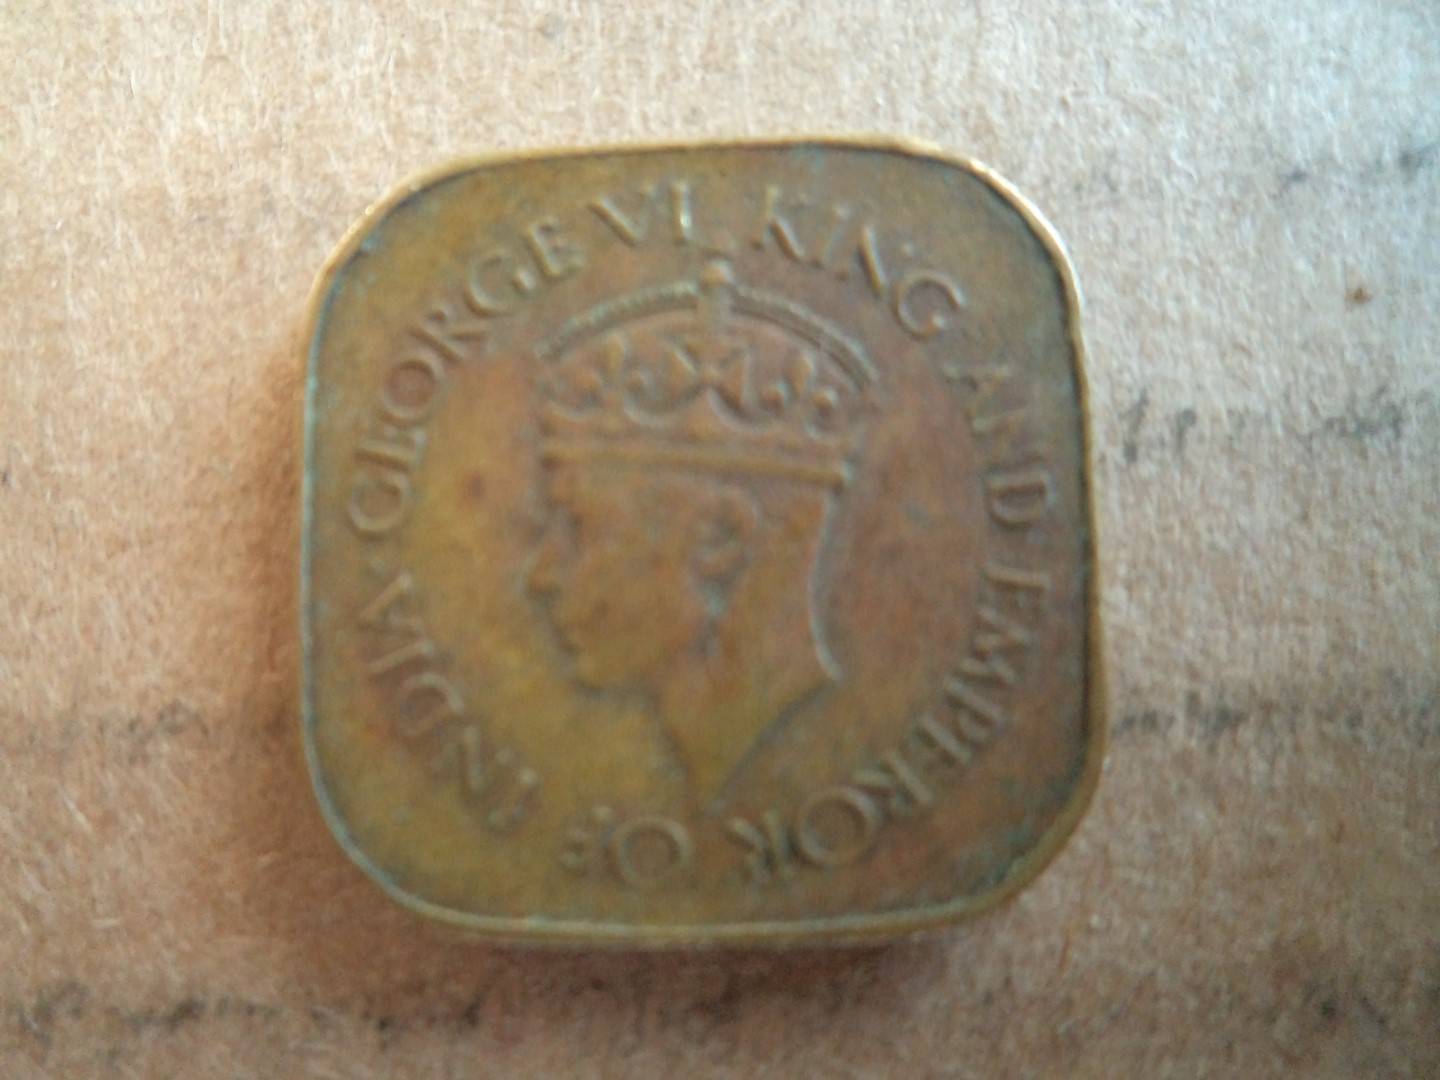 GEORGE VI KING AND EMPEROR OF INDIA